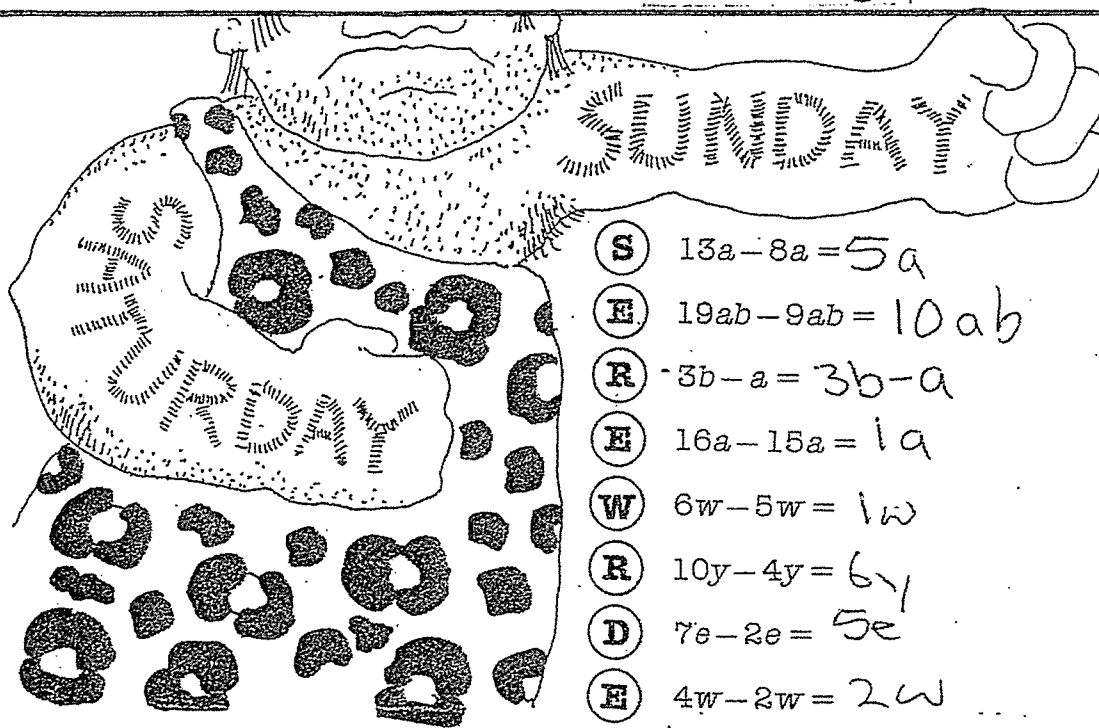 SUNDAY
SATURDAY
S 13a-8a = 5a
E 19ab-9ab = 10ab
R 3b-a = 3b-a
E 16a-15a = 1a
W 6w-5w = 1w
R 10y-4y = 6y
D 7e-2e = 5e
E 4w-2w = 2w